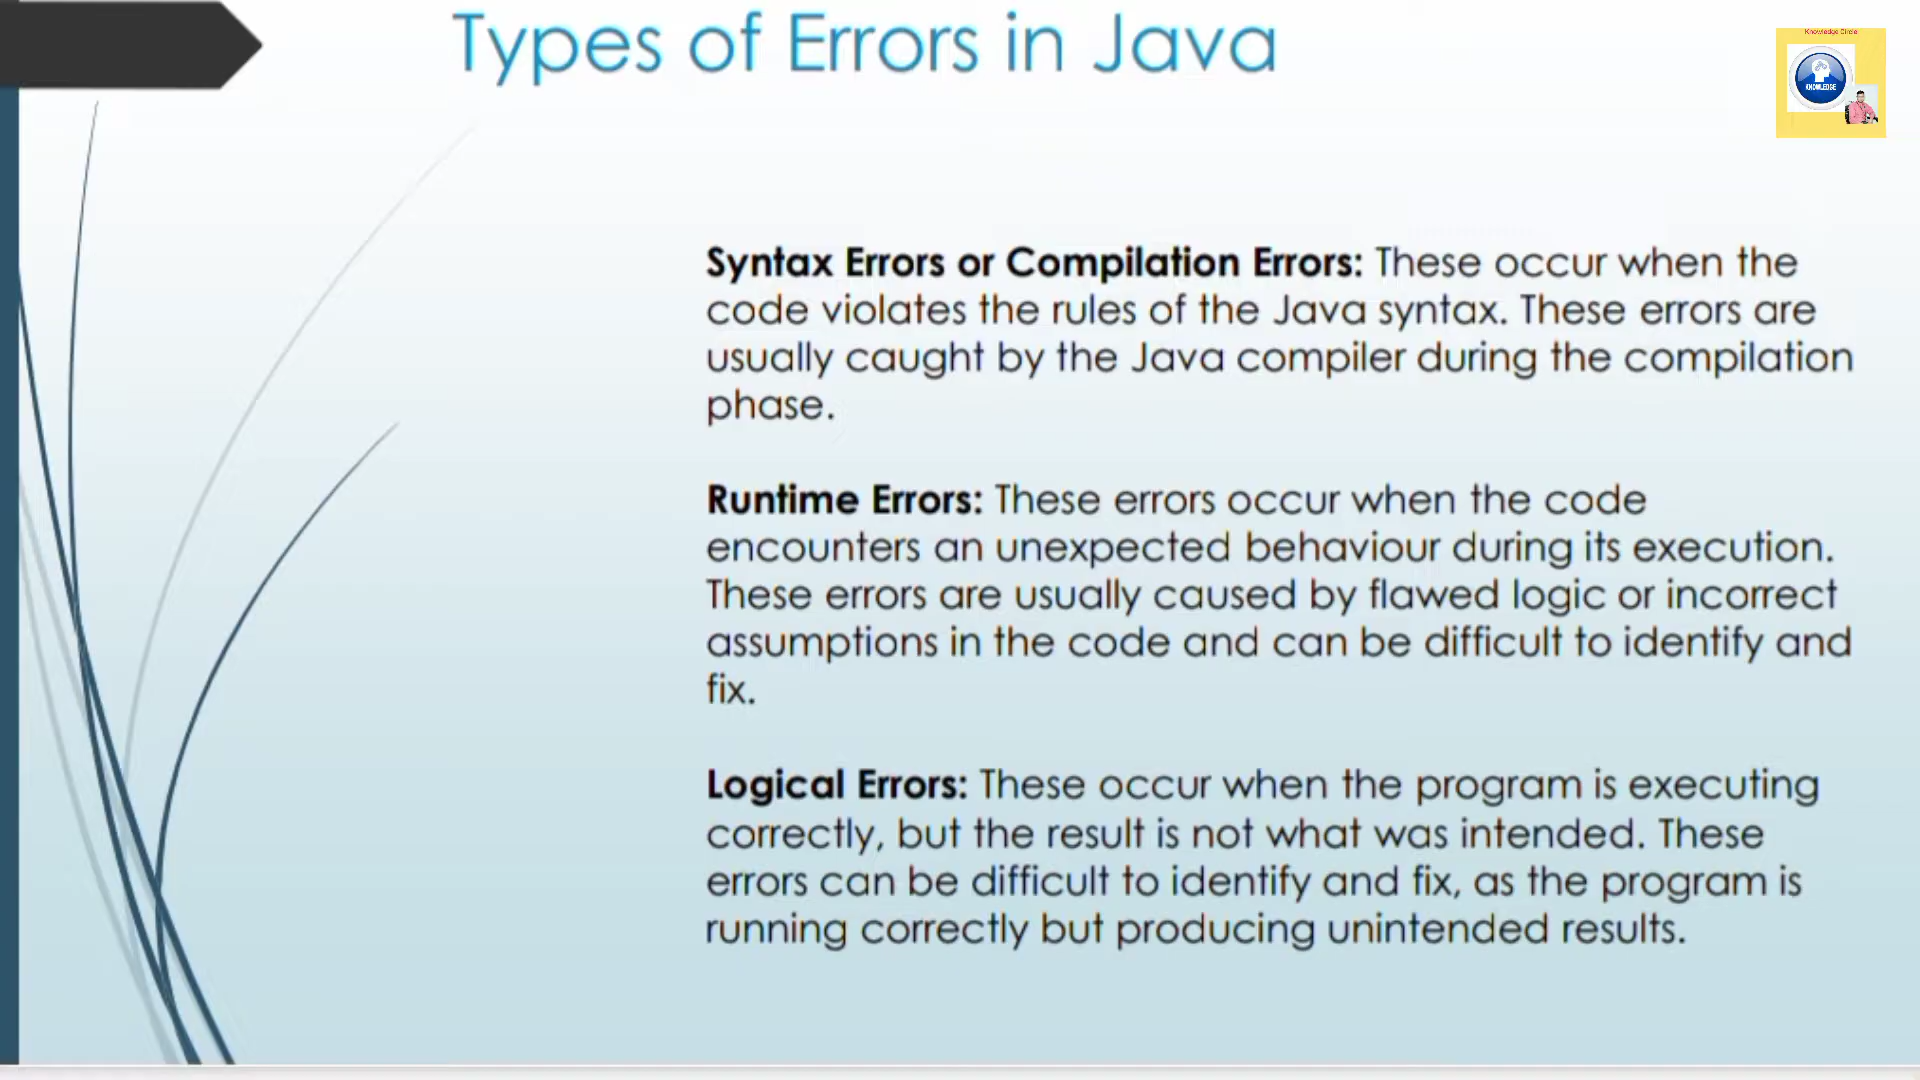 Types of Errors in Java
Knowledge Circle
KNOWLEDGE
Syntax Errors or Compilation Errors: These occur when the
code violates the rules of the Java syntax. These errors are
usually caught by the Java compiler during the compilation
phase.
Runtime Errors: These errors occur when the code
encounters an unexpected behaviour during its execution.
These errors are usually caused by flawed logic or incorrect
assumptions in the code and can be difficult to identify and
fix.
Logical Errors: These occur when the program is executing
correctly, but the result is not what was intended. These
errors can be difficult to identify and fix, as the program is
running correctly but producing unintended results.